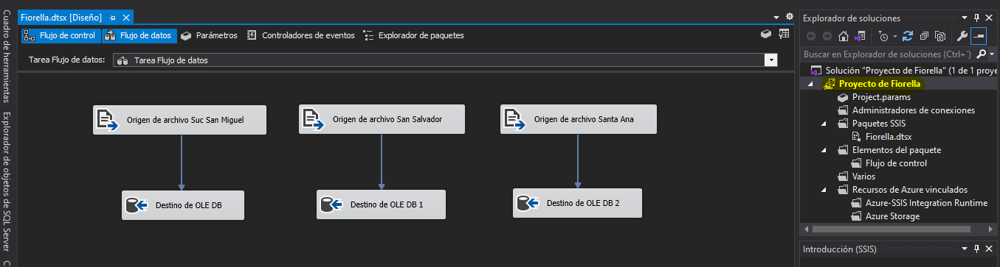 Fiorella.dtsx [Diseño]
Flujo de control
Flujo de datos
Parámetros
Controladores de eventos
Explorador de paquetes
Tarea Flujo de datos:
Tarea Flujo de datos
Origen de archivo Suc San Miguel
Origen de archivo San Salvador
Origen de archivo Santa Ana
Destino de OLE DB
Destino de OLE DB 1
Destino de OLE DB 2
Cuadro de herramientas
Explorador de objetos de SQL Server
C
Explorador de soluciones
Buscar en Explorador de soluciones (Ctrl+¨)
Solución "Proyecto de Fiorella" (1 de 1 proye
Proyecto de Fiorella
Project.params
Administradores de conexiones
Paquetes SSIS
Fiorella.dtsx
Elementos del paquete
Flujo de control
Varios
Recursos de Azure vinculados
Azure-SSIS Integration Runtime
Azure Storage
Introducción (SSIS)